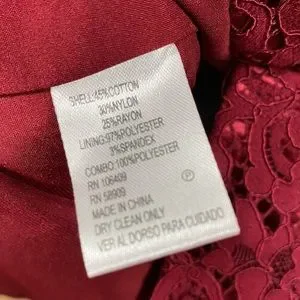 SHELL:45%COTTON
30%NYLON
25%RAYON
LINING:97%POLYESTER
3%SPANDEX
COMBO:100%POLYESTER
RN 106409
RN 58909
MADE IN CHINA
DRY CLEAN ONLY
VER AL DORSO PARA CUIDADO
P